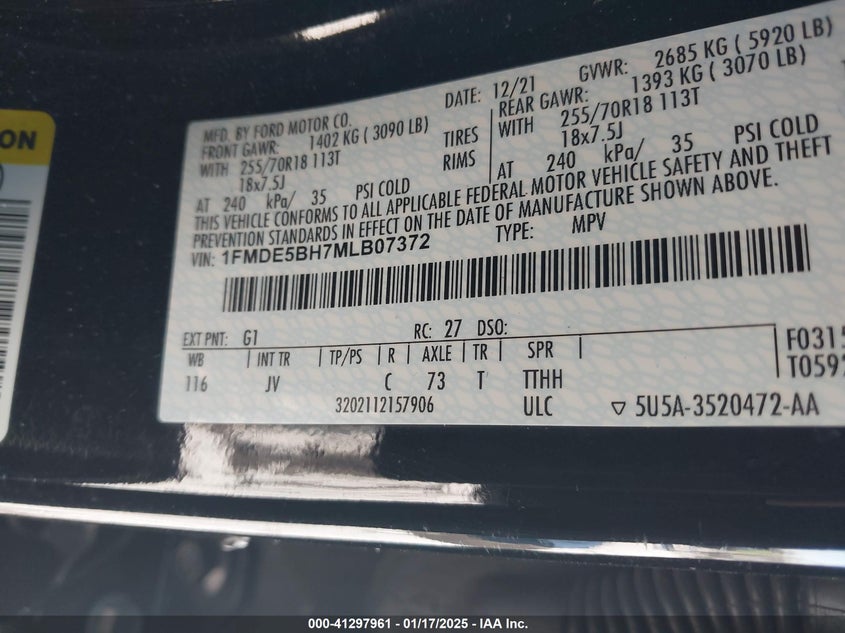 ON
MFD. BY FORD MOTOR CO.
DATE: 12/21
GVWR: 2685 KG ( 5920 LB)
FRONT GAWR: 1402 KG ( 3090 LB)
REAR GAWR: 1393 KG ( 3070 LB)
WITH 255/70R18 113T
TIRES
WITH 255/70R18 113T
18x7.5J
RIMS
18x7.5J
AT 240 kPa/ 35 PSI COLD
AT 240 kPa/ 35 PSI COLD
THIS VEHICLE CONFORMS TO ALL APPLICABLE FEDERAL MOTOR VEHICLE SAFETY AND THEFT
PREVENTION STANDARDS IN EFFECT ON THE DATE OF MANUFACTURE SHOWN ABOVE.
VIN: 1FMDE5BH7MLB07372
TYPE: MPV
EXT PNT: G1
RC: 27 DSO:
WB | INT TR | TP/PS | R | AXLE | TR | SPR |
116 JV C 73 T TTHH
F0315
T0592
3202112157906
ULC
▽ 5U5A-3520472-AA
000-41297961 - 01/17/2025 - IAA Inc.